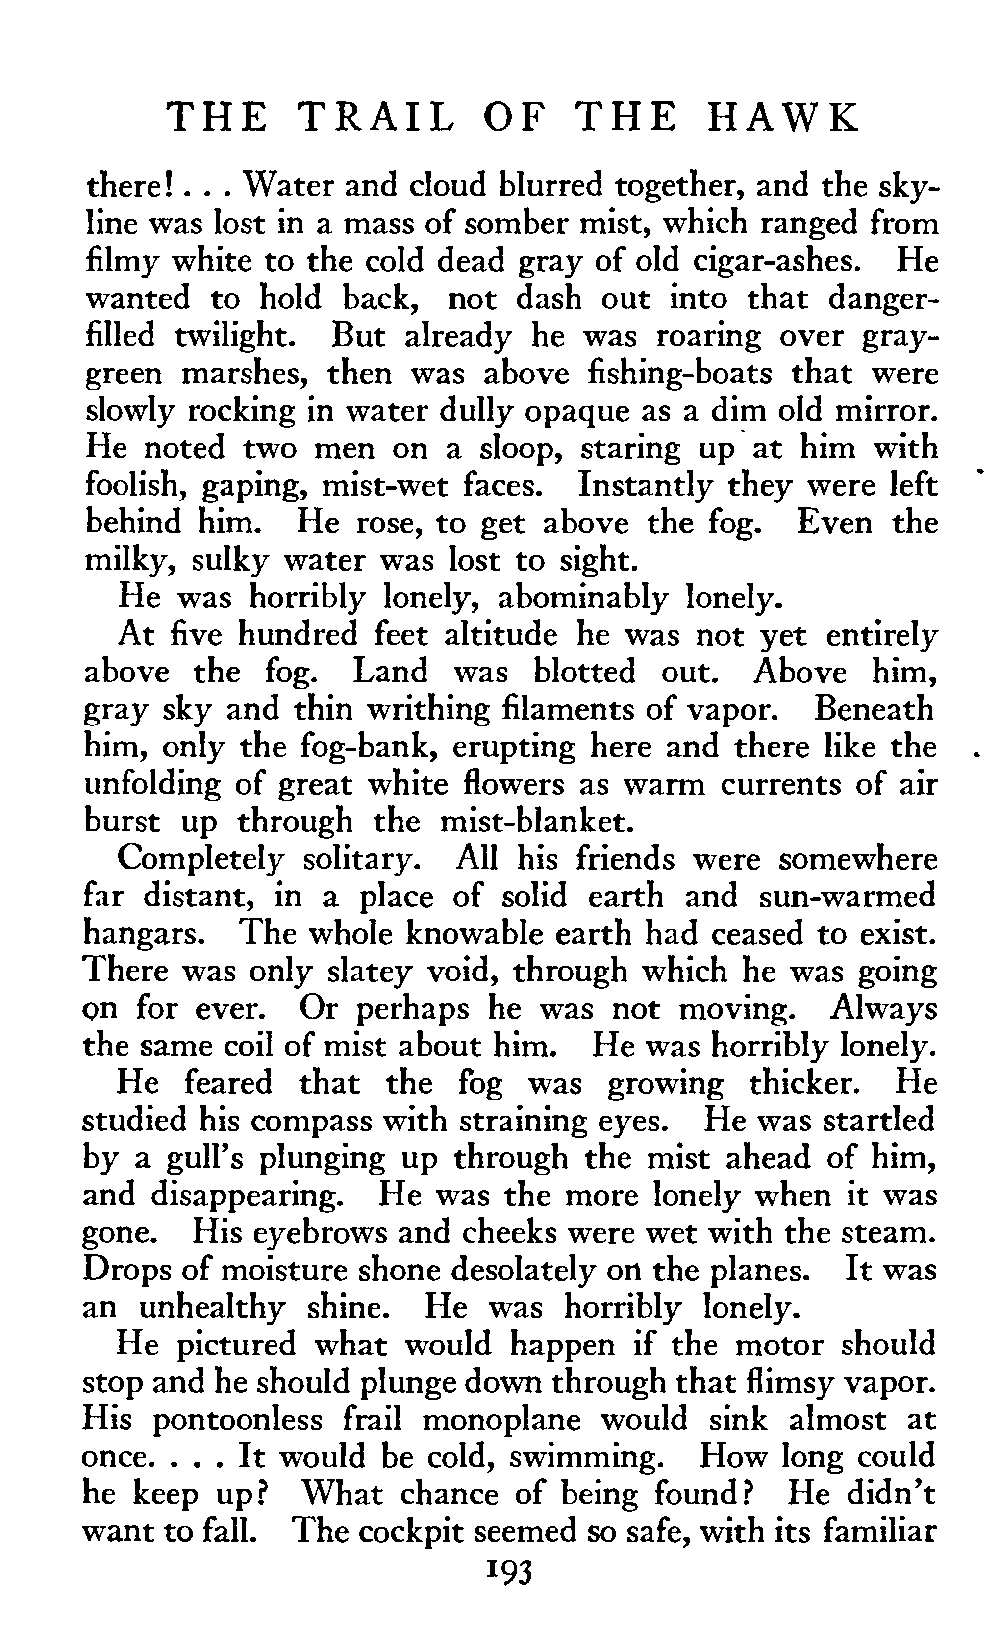 THE TRAIL OF THE HAWK
there! . . . Water and cloud blurred together, and the sky-
line was lost in a mass of somber mist, which ranged from
filmy white to the cold dead gray of old cigar-ashes. He
wanted to hold back, not dash out into that danger-
filled twilight. But already he was roaring over gray-
green marshes, then was above fishing-boats that were
slowly rocking in water dully opaque as a dim old mirror.
He noted two men on a sloop, staring up at him with
foolish, gaping, mist-wet faces. Instantly they were left
behind him. He rose, to get above the fog. Even the
milky, sulky water was lost to sight.
He was horribly lonely, abominably lonely.
At five hundred feet altitude he was not yet entirely
above the fog. Land was blotted out. Above him,
gray sky and thin writhing filaments of vapor. Beneath
him, only the fog-bank, erupting here and there like the
unfolding of great white flowers as warm currents of air
burst up through the mist-blanket.
Completely solitary. All his friends were somewhere
far distant, in a place of solid earth and sun-warmed
hangars. The whole knowable earth had ceased to exist.
There was only slatey void, through which he was going
on for ever. Or perhaps he was not moving. Always
the same coil of mist about him. He was horribly lonely.
He feared that the fog was growing thicker. He
studied his compass with straining eyes. He was startled
by a gull's plunging up through the mist ahead of him,
and disappearing. He was the more lonely when it was
gone. His eyebrows and cheeks were wet with the steam.
Drops of moisture shone desolately on the planes. It was
an unhealthy shine. He was horribly lonely.
He pictured what would happen if the motor should
stop and he should plunge down through that flimsy vapor.
His pontoonless frail monoplane would sink almost at
once. . . . It would be cold, swimming. How long could
he keep up? What chance of being found? He didn't
want to fall. The cockpit seemed so safe, with its familiar
193